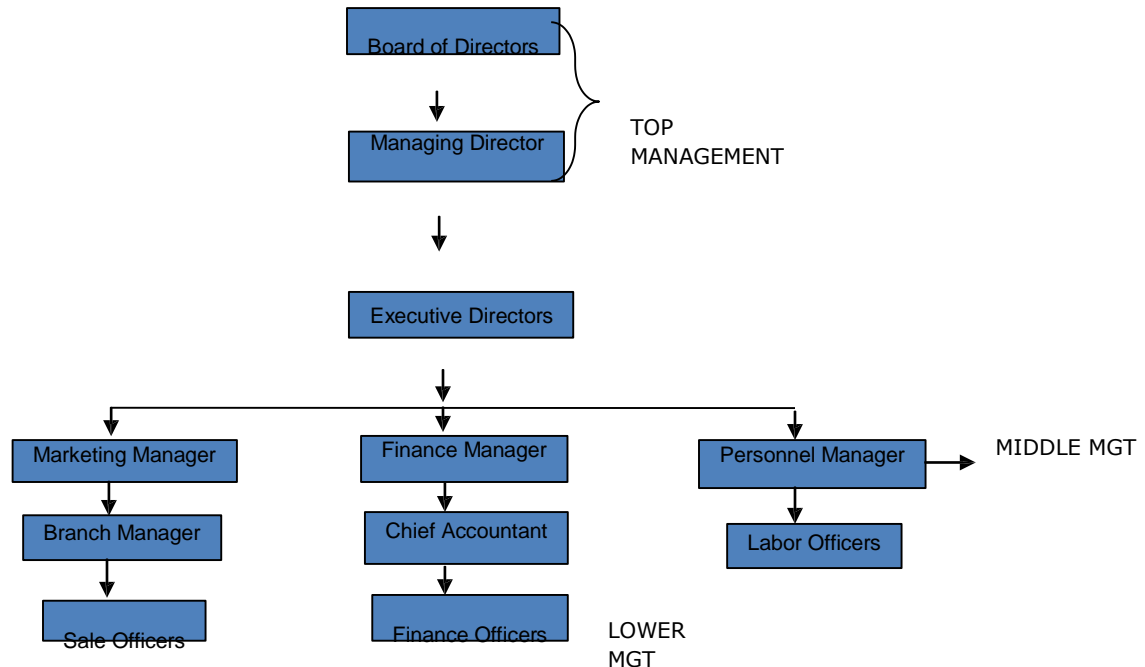 Board of Directors
TOP
MANAGEMENT
Managing Director
Executive Directors
Marketing Manager
Finance Manager
Personnel Manager
MIDDLE MGT
Branch Manager
Chief Accountant
Labor Officers
Sale Officers
Finance Officers
LOWER
MGT